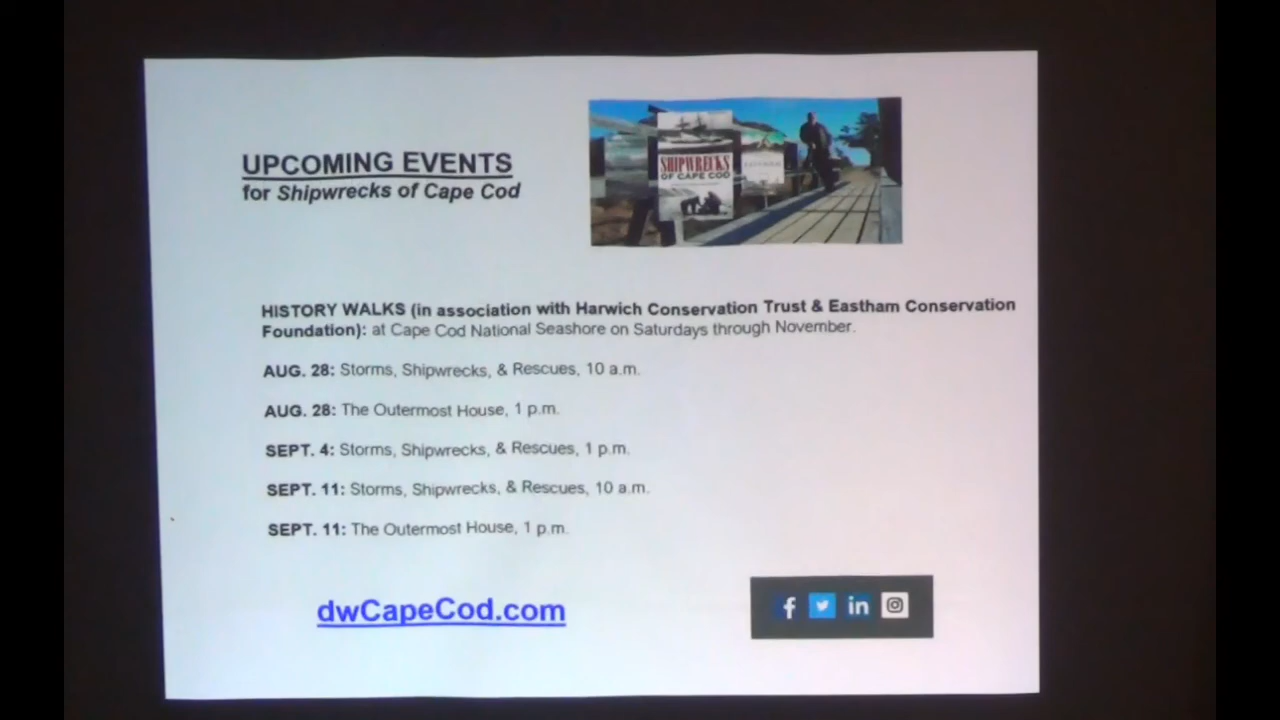 UPCOMING EVENTS
for Shipwrecks of Cape Cod
SHIPWRECKS
OF CAPE COD
HISTORY WALKS (in association with Harwich Conservation Trust & Eastham Conservation
Foundation): at Cape Cod National Seashore on Saturdays through November.
AUG. 28: Storms, Shipwrecks, & Rescues, 10 a.m.
AUG. 28: The Outermost House, 1 p.m.
SEPT. 4: Storms, Shipwrecks, & Rescues, 1 p.m.
SEPT. 11: Storms, Shipwrecks, & Rescues, 10 a.m.
SEPT. 11: The Outermost House, 1 p.m.
dwCapeCod.com
f in